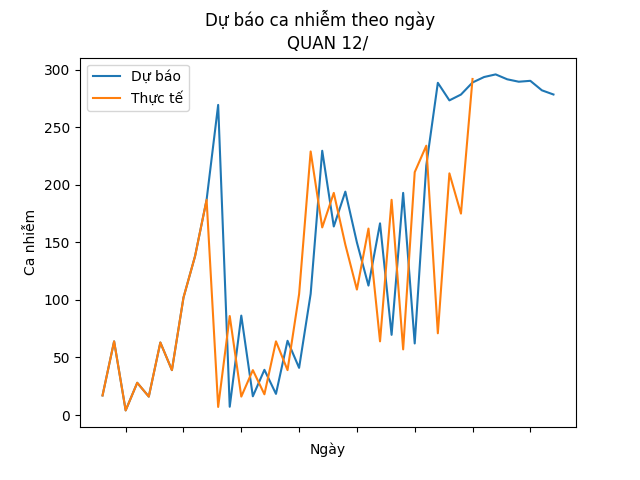 Dự báo ca nhiễm theo ngày
QUAN 12/
Dự báo
Thực tế
300
250
200
150
100
50
0
Ca nhiễm
Ngày